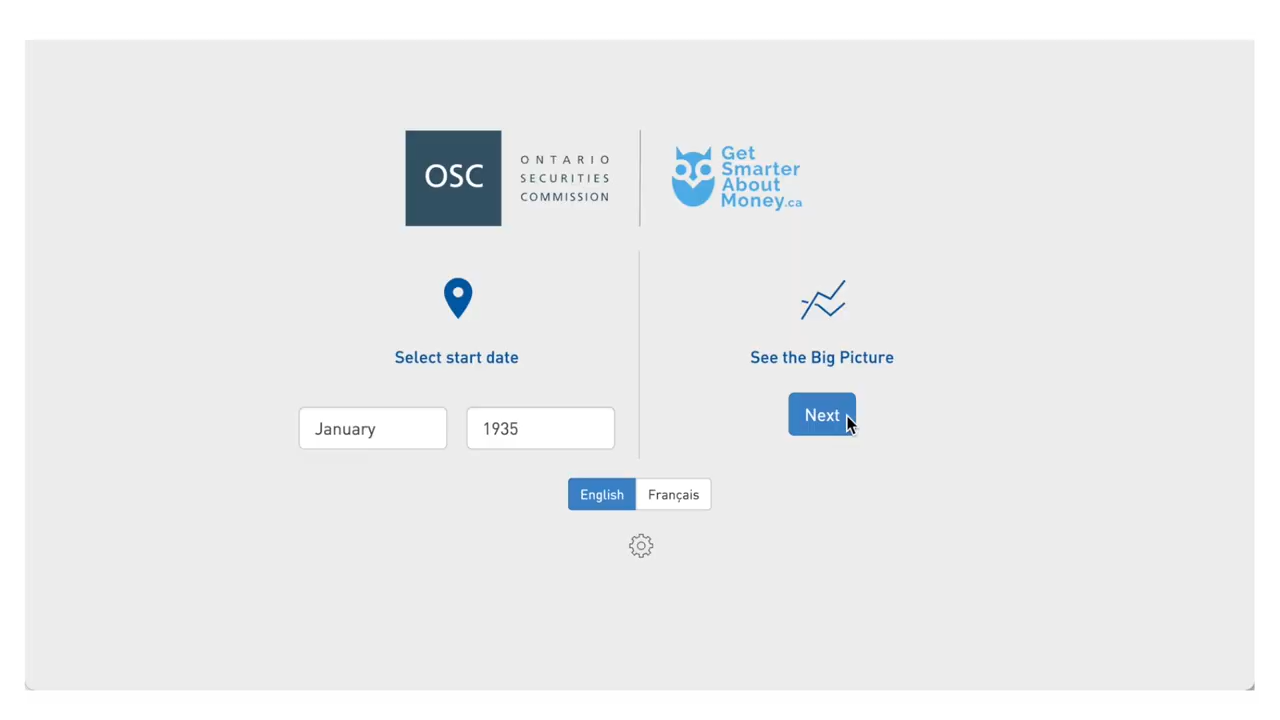 OSC
ONTARIO
SECURITIES
COMMISSION
Get
Smarter
About
Money.ca
Select start date
January
1935
See the Big Picture
Next
English
Français